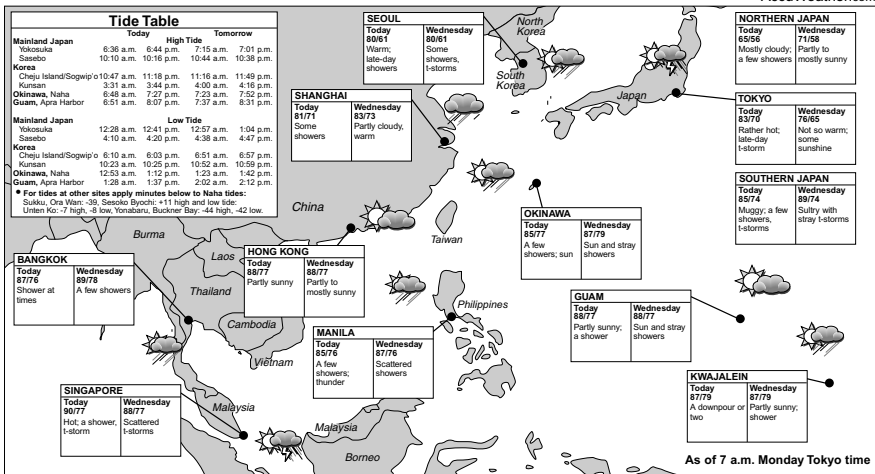 Tide Table
Today Tomorrow
Mainland Japan High Tide
Yokosuka 6:36 a.m. 6:44 p.m. 7:15 a.m. 7:01 p.m.
Sasebo 10:10 a.m. 10:16 p.m. 10:44 a.m. 10:38 p.m.
Korea
Cheju Island/Sogwip'o 10:47 a.m. 11:18 p.m. 11:16 a.m. 11:49 p.m.
Kunsan 3:31 a.m. 3:44 p.m. 4:00 a.m. 4:16 p.m.
Okinawa, Naha 6:48 a.m. 7:27 p.m. 7:23 a.m. 7:52 p.m.
Guam, Apra Harbor 6:51 a.m. 8:07 p.m. 7:37 a.m. 8:31 p.m.
Mainland Japan Low Tide
Yokosuka 12:28 a.m. 12:41 p.m. 12:57 a.m. 1:04 p.m.
Sasebo 4:10 a.m. 4:20 p.m. 4:38 a.m. 4:47 p.m.
Korea
Cheju Island/Sogwip'o 6:10 a.m. 6:03 p.m. 6:51 a.m. 6:57 p.m.
Kunsan 10:23 a.m. 10:25 p.m. 10:52 a.m. 10:59 p.m.
Okinawa, Naha 12:53 a.m. 1:12 p.m. 1:23 a.m. 1:42 p.m.
Guam, Apra Harbor 1:28 a.m. 1:37 p.m. 2:02 a.m. 2:12 p.m.
• For tides at other sites apply minutes below to Naha tides:
Sukku, Ora Wan: -39, Sesoko Byochi: +11 high and low tide:
Unten Ko: -7 high, -8 low, Yonabaru, Buckner Bay: -44 high, -42 low.
SEOUL
Today Wednesday
80/61 80/61
Warm; Some
late-day showers,
showers t-storms
North
Korea
South
Korea
Japan
NORTHERN JAPAN
Today Wednesday
65/56 71/58
Mostly cloudy; Partly to
a few showers mostly sunny
SHANGHAI
Today Wednesday
81/71 83/73
Some Partly cloudy,
showers warm
TOKYO
Today Wednesday
83/70 76/65
Rather hot; Not so warm;
late-day some
t-storm sunshine
SOUTHERN JAPAN
Today Wednesday
85/74 89/74
Muggy; a few Sultry with
showers, stray t-storms
t-storms
China
Taiwan
OKINAWA
Today Wednesday
85/77 87/79
A few Sun and stray
showers; sun showers
Burma
Laos
Thailand
Cambodia
Vietnam
BANGKOK
Today Wednesday
87/76 89/78
Shower at A few showers
times
HONG KONG
Today Wednesday
88/77 88/77
Partly sunny Partly to
mostly sunny
Philippines
GUAM
Today Wednesday
88/77 88/77
Partly sunny; Sun and stray
a shower showers
MANILA
Today Wednesday
85/76 87/76
A few Scattered
showers; showers
thunder
KWAJALEIN
Today Wednesday
87/79 87/79
A downpour or Partly sunny;
two shower
SINGAPORE
Today Wednesday
90/77 88/77
Hot; a shower, Scattered
t-storm t-storms
Malaysia
Malaysia
Borneo
As of 7 a.m. Monday Tokyo time